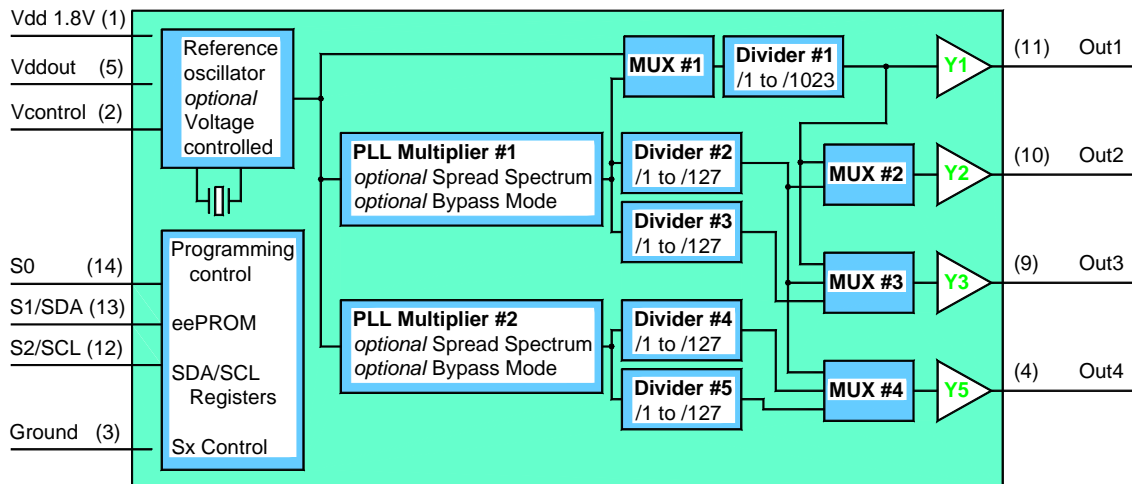 Vdd 1.8V (1)
Vddout (5)
Vcontrol (2)
S0 (14)
S1/SDA (13)
S2/SCL (12)
Ground (3)
Reference
oscillator
optional
Voltage
controlled
Programming
control
eePROM
SDA/SCL
Registers
Sx Control
PLL Multiplier #1
optional Spread Spectrum
optional Bypass Mode
PLL Multiplier #2
optional Spread Spectrum
optional Bypass Mode
MUX #1
Divider #1
/1 to /1023
Divider #2
/1 to /127
Divider #3
/1 to /127
Divider #4
/1 to /127
Divider #5
/1 to /127
MUX #2
MUX #3
MUX #4
Y1
Y2
Y3
Y5
(11) Out1
(10) Out2
(9) Out3
(4) Out4